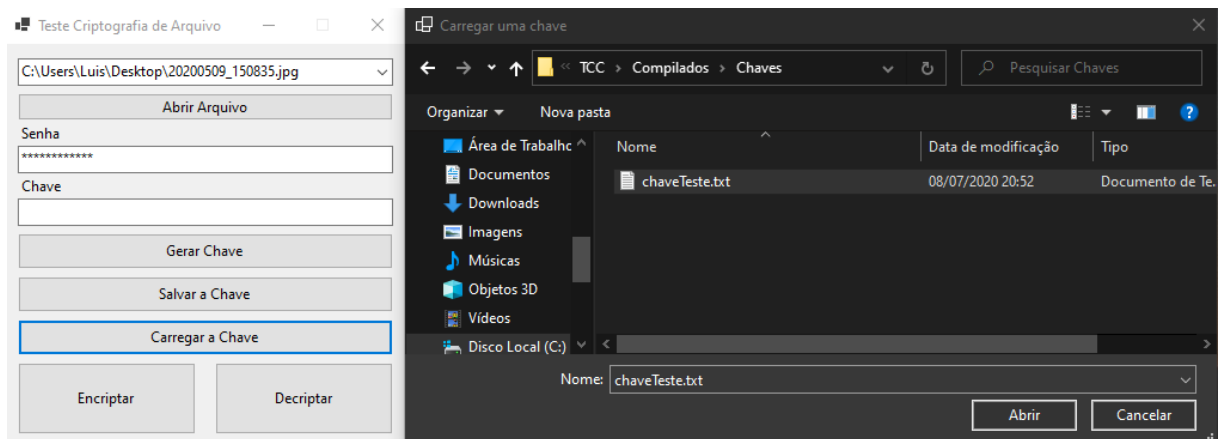 Teste Criptografia de Arquivo
C:\Users\Luis\Desktop\20200509_150835.jpg
Abrir Arquivo
Senha
************
Chave
Gerar Chave
Salvar a Chave
Carregar a Chave
Encriptar Decriptar
Carregar uma chave
« TCC > Compilados > Chaves
Pesquisar Chaves
Organizar Nova pasta
Nome Data de modificação Tipo
chaveTeste.txt 08/07/2020 20:52 Documento de Te.
Área de Trabalho
Documentos
Downloads
Imagens
Músicas
Objetos 3D
Vídeos
Disco Local (C:)
Nome: chaveTeste.txt
Abrir Cancelar